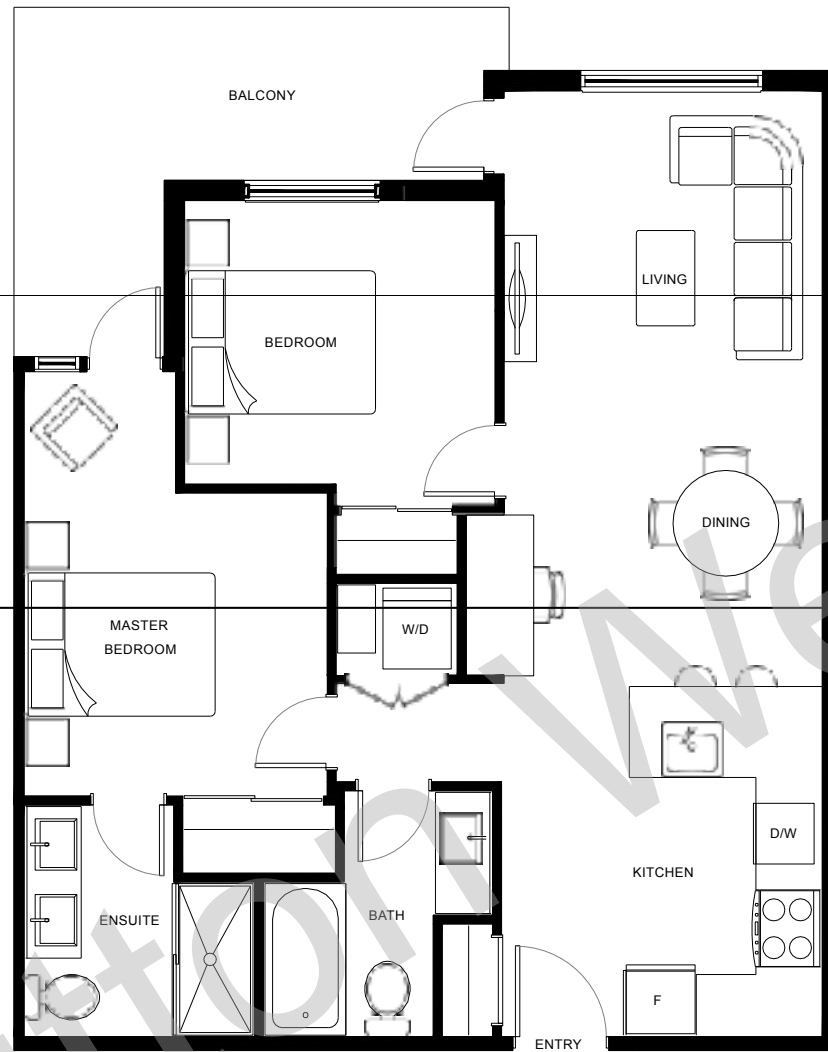 BALCONY
LIVING
BEDROOM
DINING
MASTER
BEDROOM
W/D
D/W
KITCHEN
ENSUITE
BATH
F
ENTRY